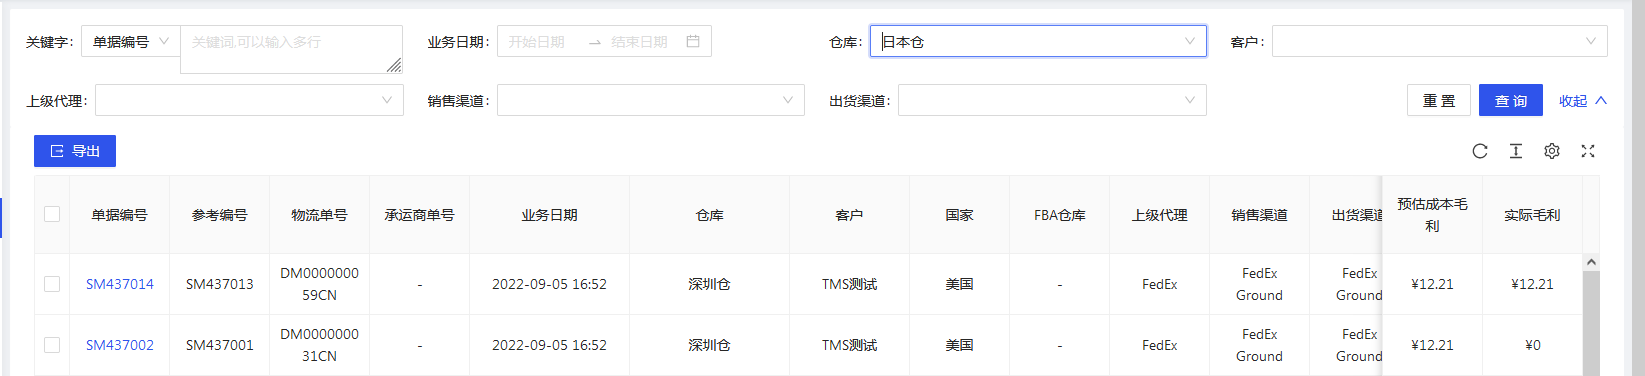 关键字： 单据编号 关键词,可以输入多行 业务日期： 开始日期 → 结束日期 仓库： 日本仓 客户：
上级代理： 销售渠道： 出货渠道： 重置 查询 收起
导出
单据编号 参考编号 物流单号 承运商单号 业务日期 仓库 客户 国家 FBA仓库 上级代理 销售渠道 出货渠道 预估成本毛 实际毛利
利
SM437014 SM437013 DM0000000 - 2022-09-05 16:52 深圳仓 TMS测试 美国 - FedEx FedEx FedEx ¥12.21 ¥12.21
59CN Ground Ground
SM437002 SM437001 DM0000000 - 2022-09-05 16:52 深圳仓 TMS测试 美国 - FedEx FedEx FedEx ¥12.21 ¥0
31CN Ground Ground